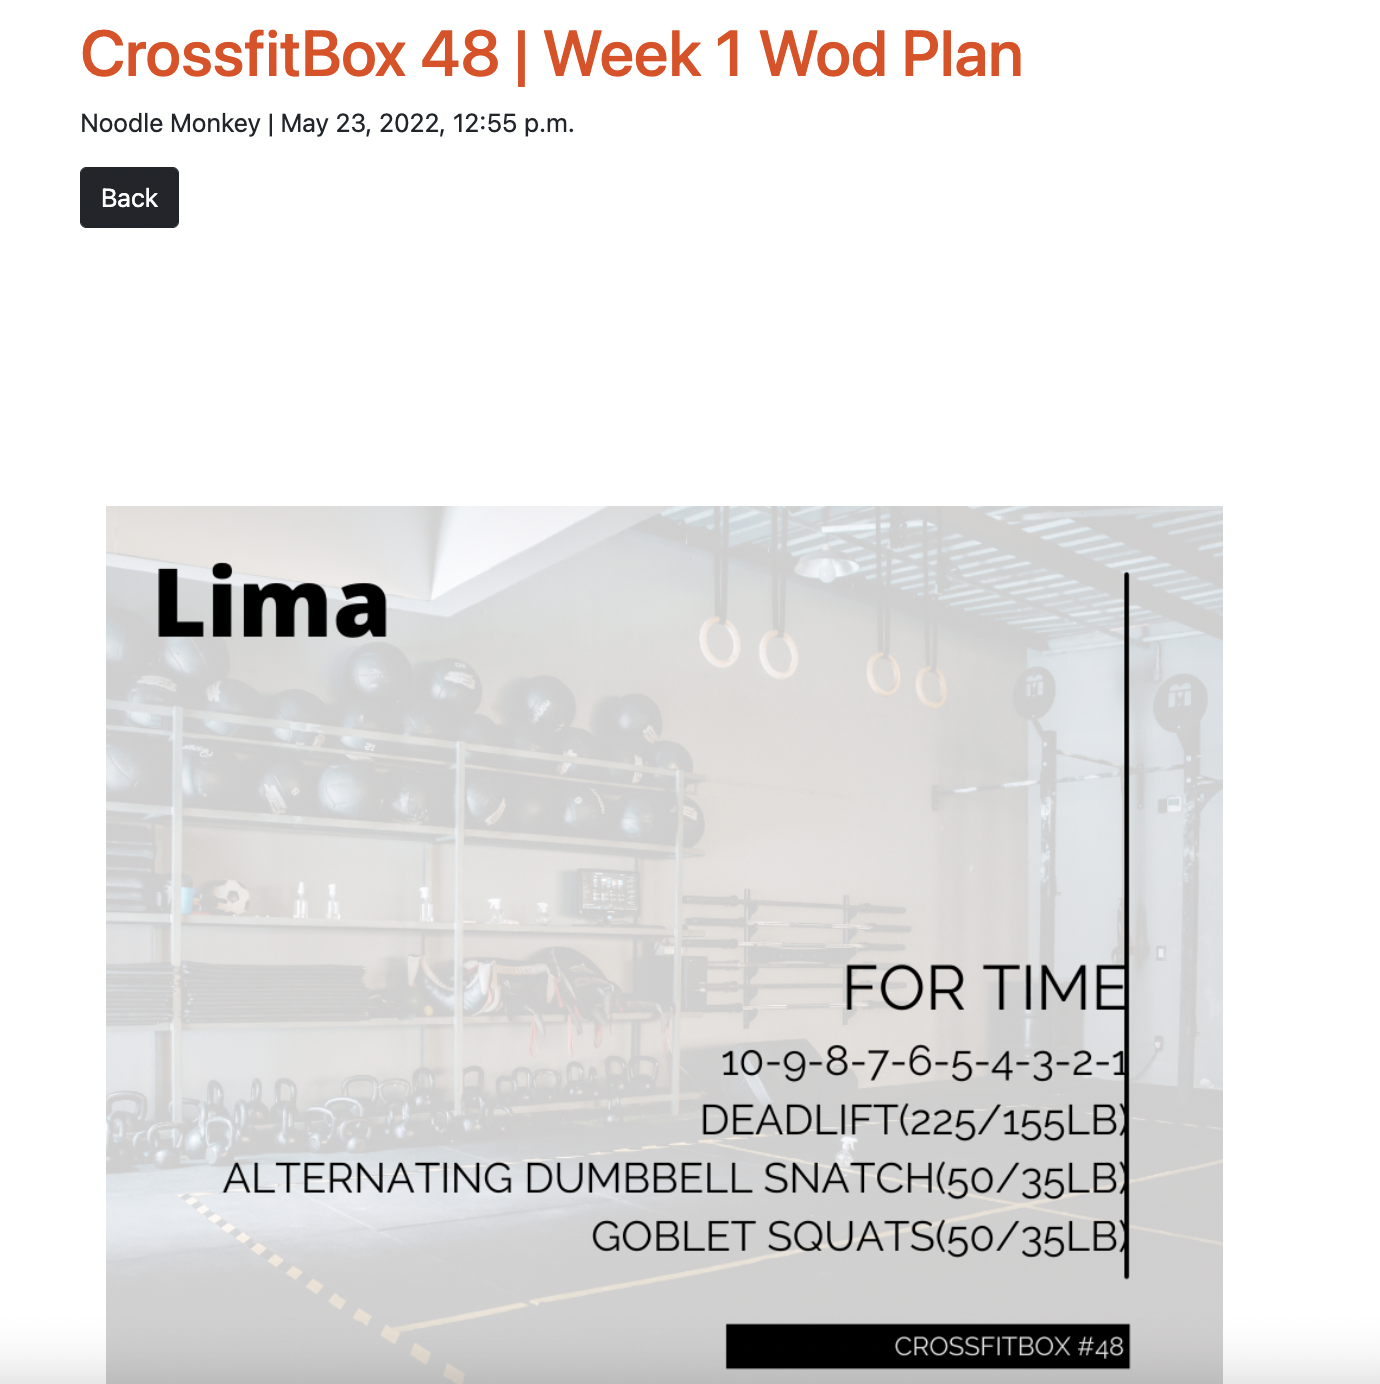 CrossfitBox 48 | Week 1 Wod Plan
Noodle Monkey | May 23, 2022, 12:55 p.m.
Back
Lima
FOR TIME
10-9-8-7-6-5-4-3-2-1
DEADLIFT(225/155LB)
ALTERNATING DUMBBELL SNATCH(50/35LB)
GOBLET SQUATS(50/35LB)
CROSSFITBOX #48